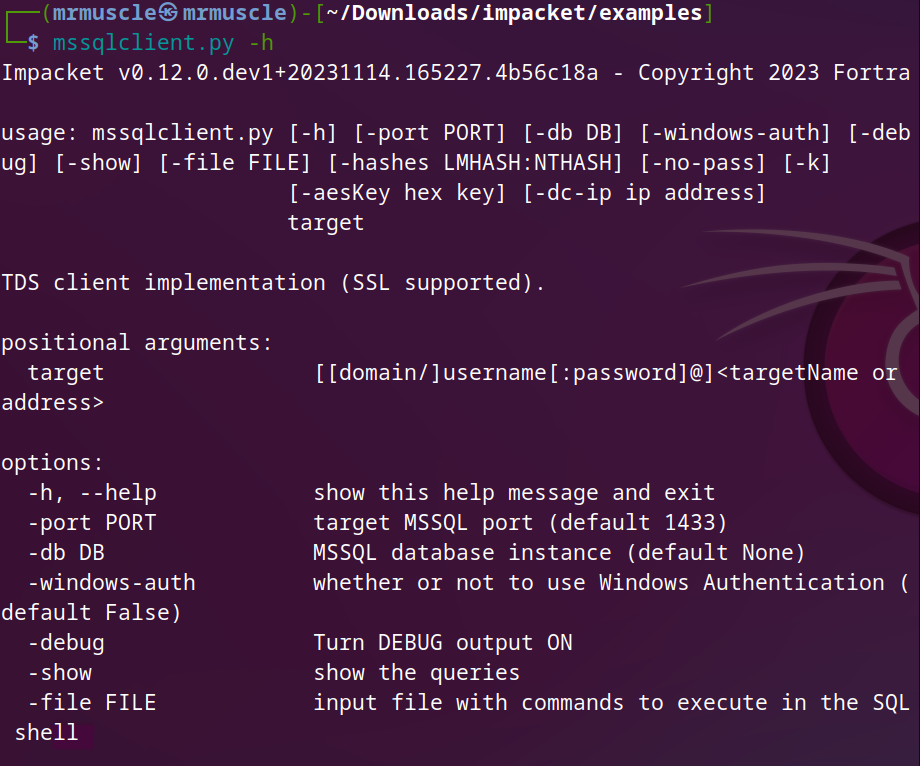 ┌──(mrmuscle㉿mrmuscle)-[~/Downloads/impacket/examples]
└─$ mssqlclient.py -h
Impacket v0.12.0.dev1+20231114.165227.4b56c18a - Copyright 2023 Fortra
usage: mssqlclient.py [-h] [-port PORT] [-db DB] [-windows-auth] [-deb
ug] [-show] [-file FILE] [-hashes LMHASH:NTHASH] [-no-pass] [-k]
[-aesKey hex key] [-dc-ip ip address]
target
TDS client implementation (SSL supported).
positional arguments:
target [[domain/]username[:password]@]<targetName or
address>
options:
-h, --help show this help message and exit
-port PORT target MSSQL port (default 1433)
-db DB MSSQL database instance (default None)
-windows-auth whether or not to use Windows Authentication (
default False)
-debug Turn DEBUG output ON
-show show the queries
-file FILE input file with commands to execute in the SQL
shell